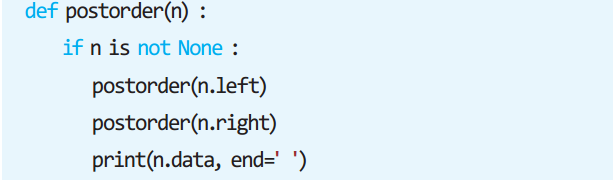 def postorder(n) :
    if n is not None :
        postorder(n.left)
        postorder(n.right)
        print(n.data, end=' ')